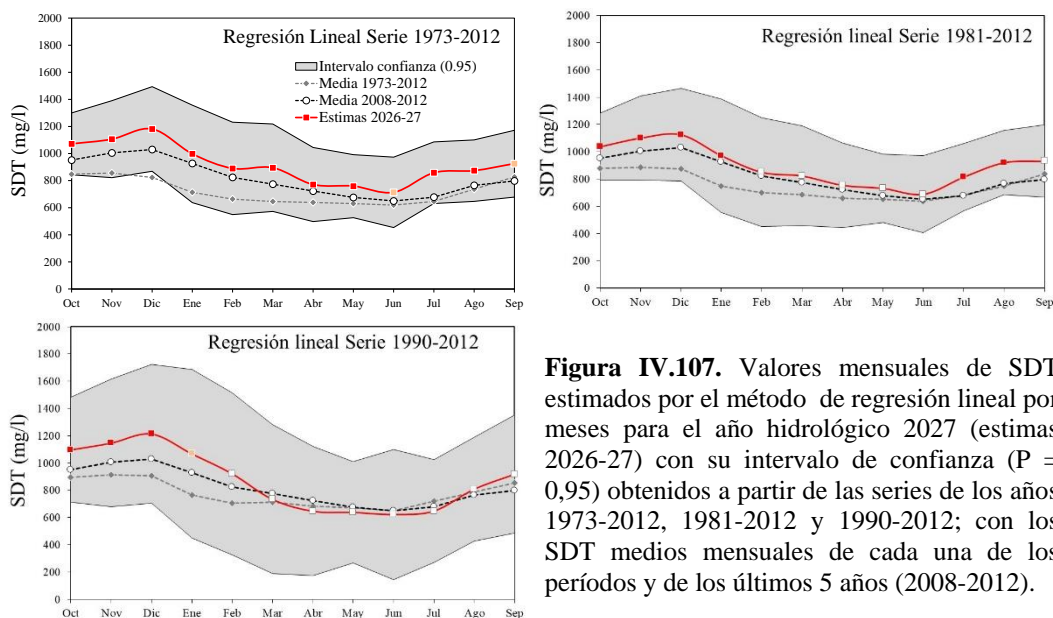 Regresión Lineal Serie 1973-2012
Intervalo confianza (0.95)
Media 1973-2012
Media 2008-2012
Estimas 2026-27
SDT (mg/l)
2000
1800
1600
1400
1200
1000
800
600
400
200
0
Oct Nov Dic Ene Feb Mar Abr May Jun Jul Ago Sep
Regresión lineal Serie 1981-2012
SDT (mg/l)
2000
1800
1600
1400
1200
1000
800
600
400
200
0
Oct Nov Dic Ene Feb Mar Abr May Jun Jul Ago Sep
Regresión lineal Serie 1990-2012
SDT (mg/l)
2000
1800
1600
1400
1200
1000
800
600
400
200
0
Oct Nov Dic Ene Feb Mar Abr May Jun Jul Ago Sep
Figura IV.107. Valores mensuales de SDT
estimados por el método de regresión lineal por
meses para el año hidrológico 2027 (estimas
2026-27) con su intervalo de confianza (P =
0,95) obtenidos a partir de las series de los años
1973-2012, 1981-2012 y 1990-2012; con los
SDT medios mensuales de cada una de los
períodos y de los últimos 5 años (2008-2012).